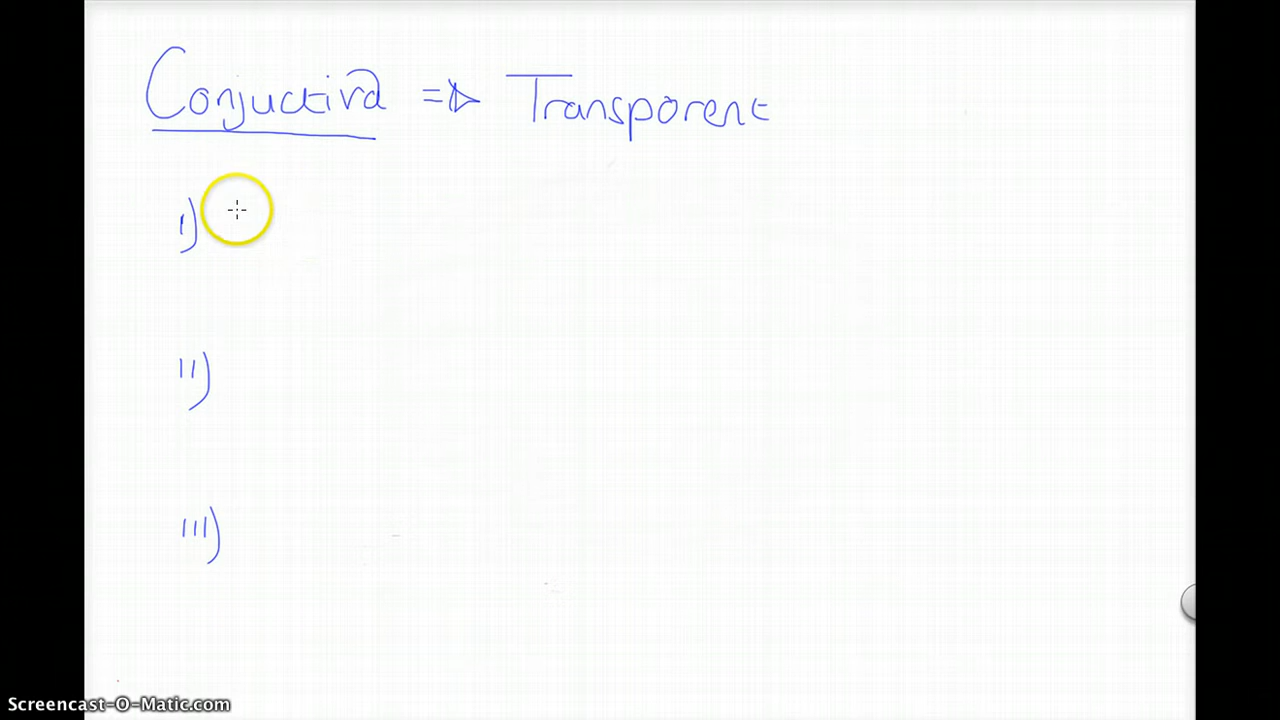 Conjuctiva => Transparent
I)
II)
III)
Screencast-O-Matic.com